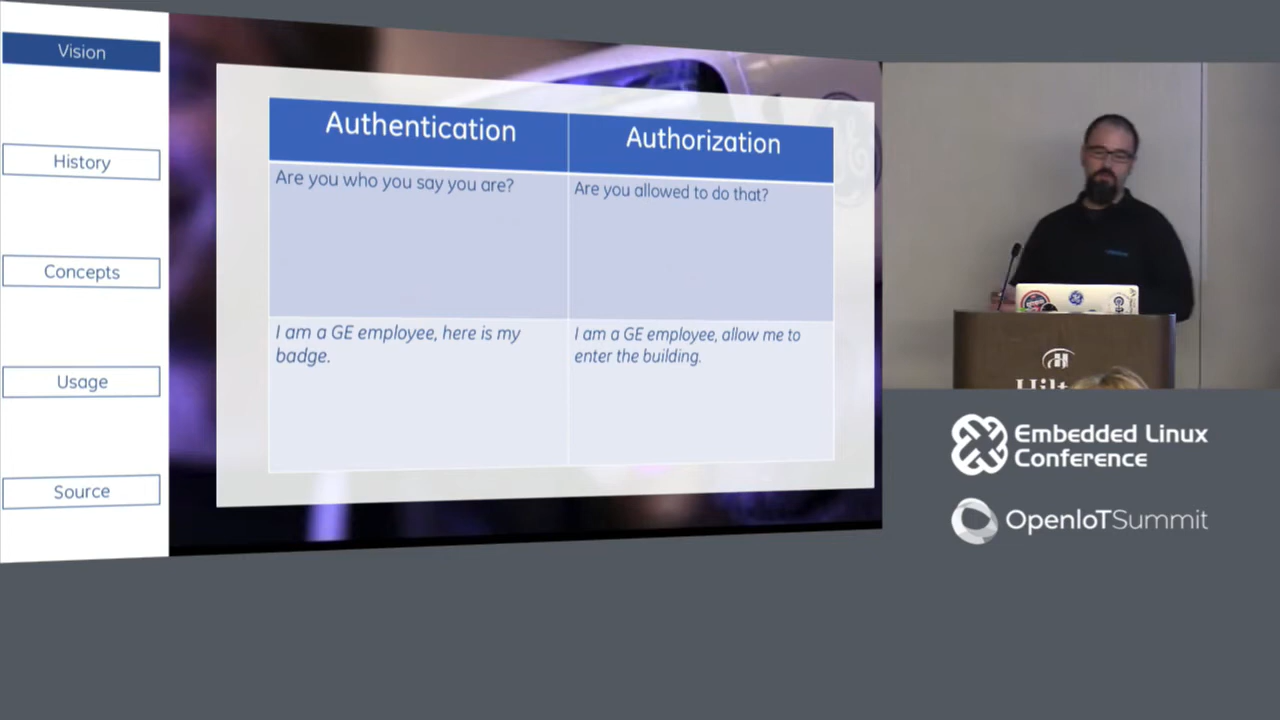 Vision
History
Concepts
Usage
Source
Authentication
Authorization
Are you who you say you are?
Are you allowed to do that?
I am a GE employee, here is my
badge.
I am a GE employee, allow me to
enter the building.
Embedded Linux
Conference
OpenIoTSummit